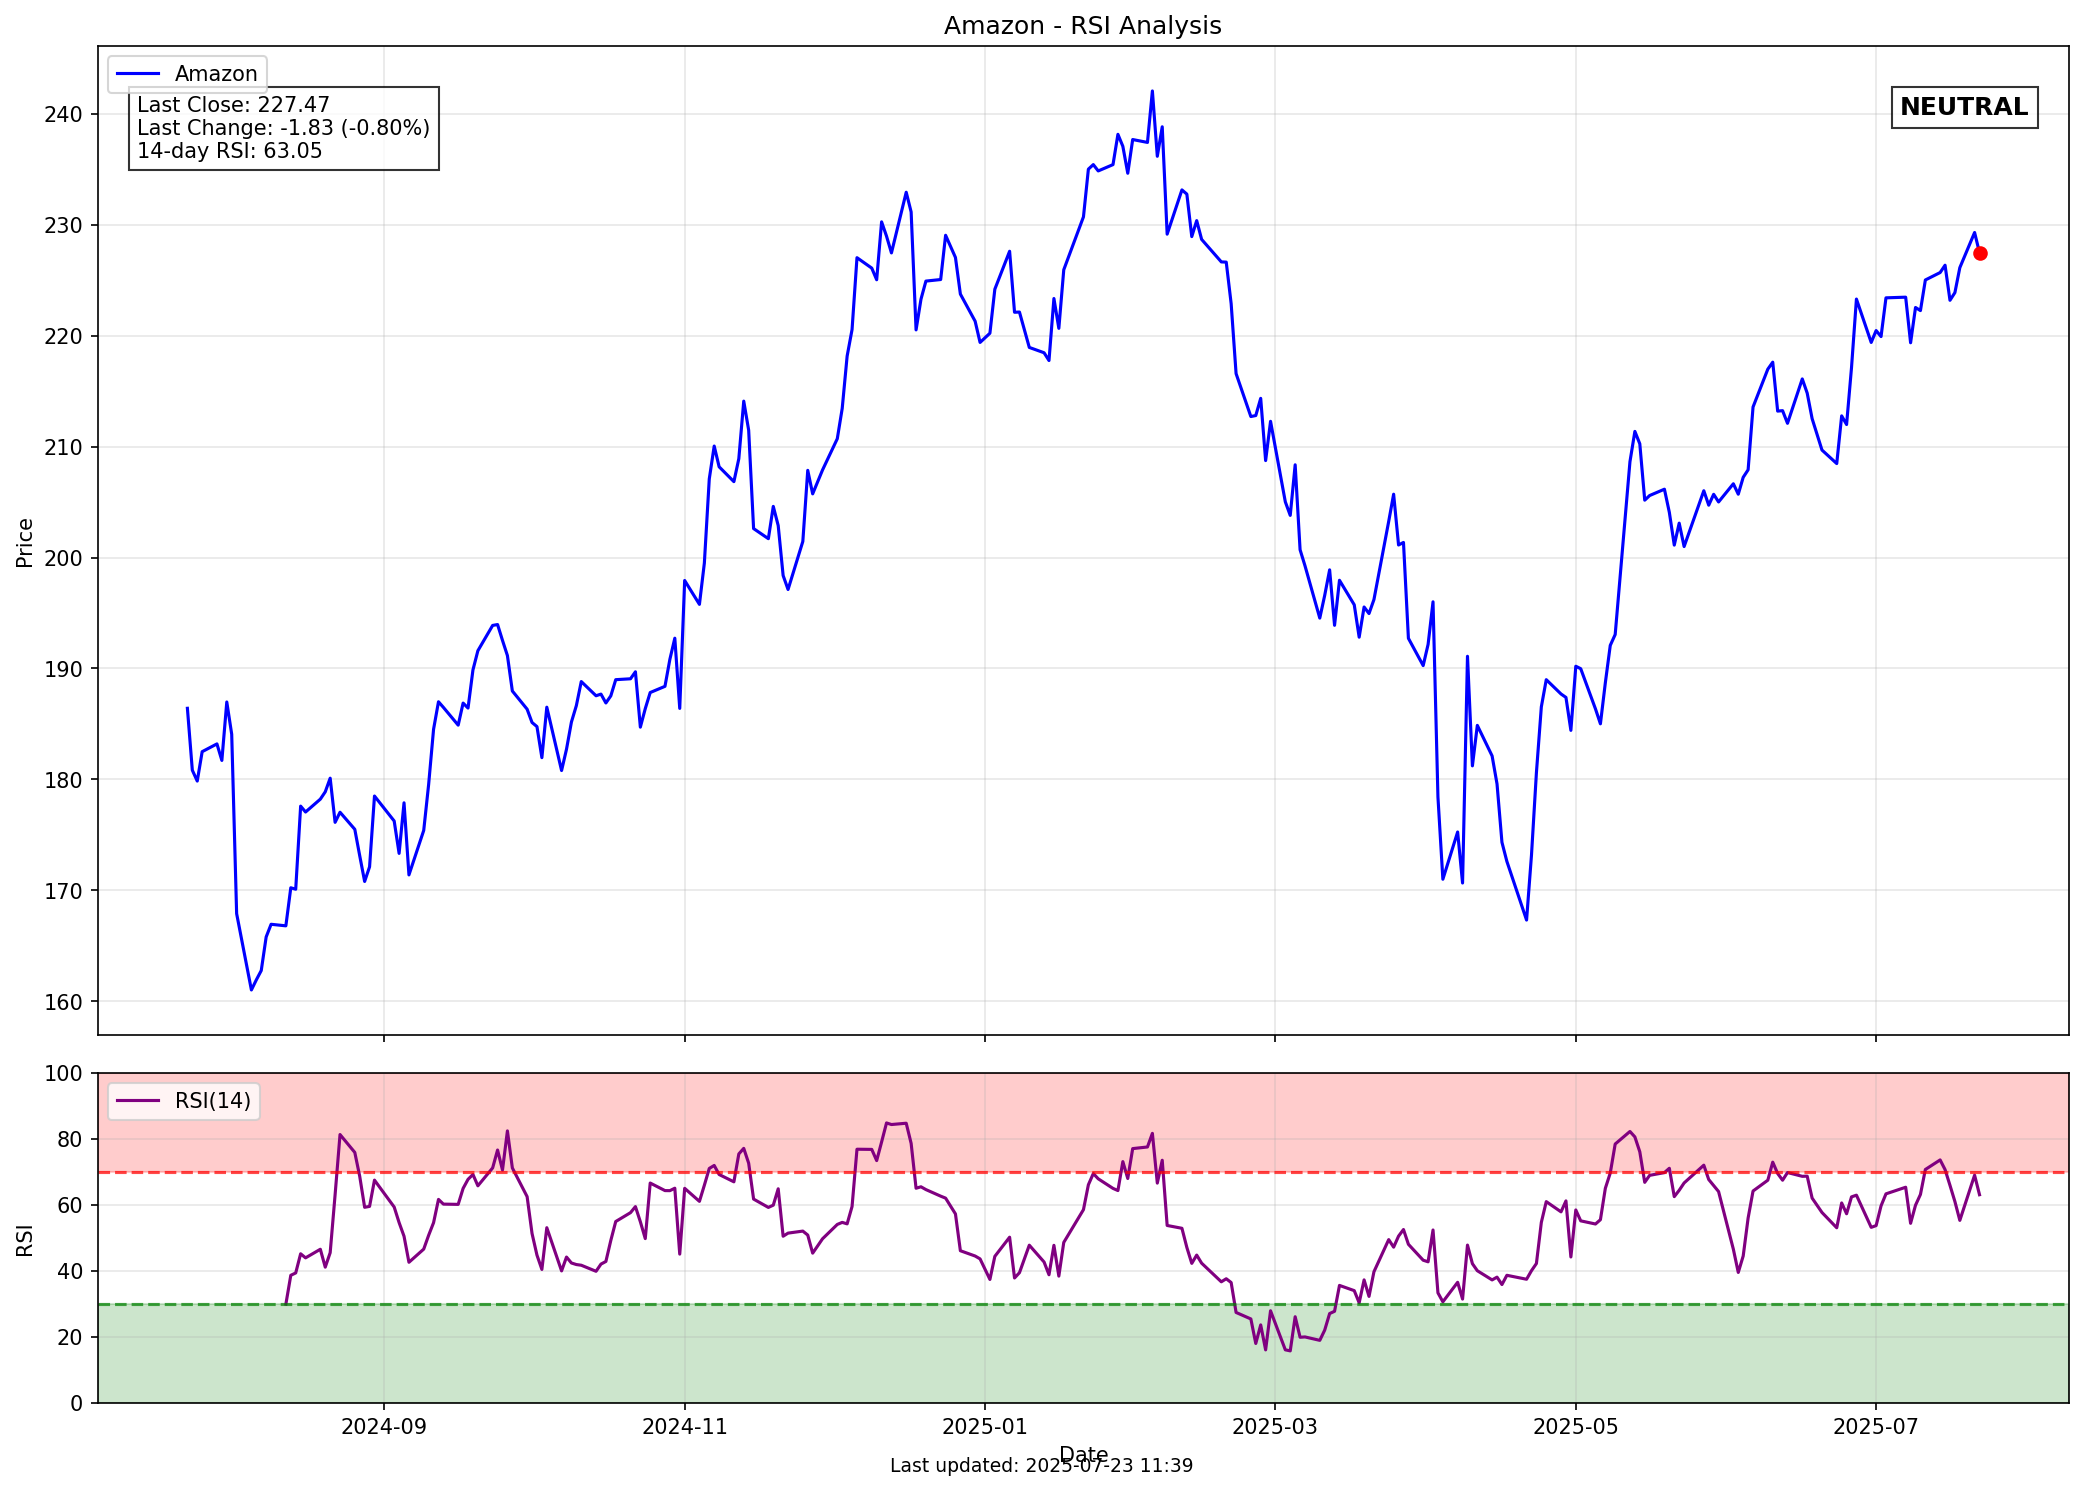 Amazon - RSI Analysis
Amazon
Last Close: 227.47
Last Change: -1.83 (-0.80%)
14-day RSI: 63.05
NEUTRAL
240
230
220
210
200
190
180
170
160
Price
RSI(14)
100
80
60
40
20
0
RSI
2024-09
2024-11
2025-01
2025-03
2025-05
2025-07
Date
Last updated: 2025-07-23 11:39